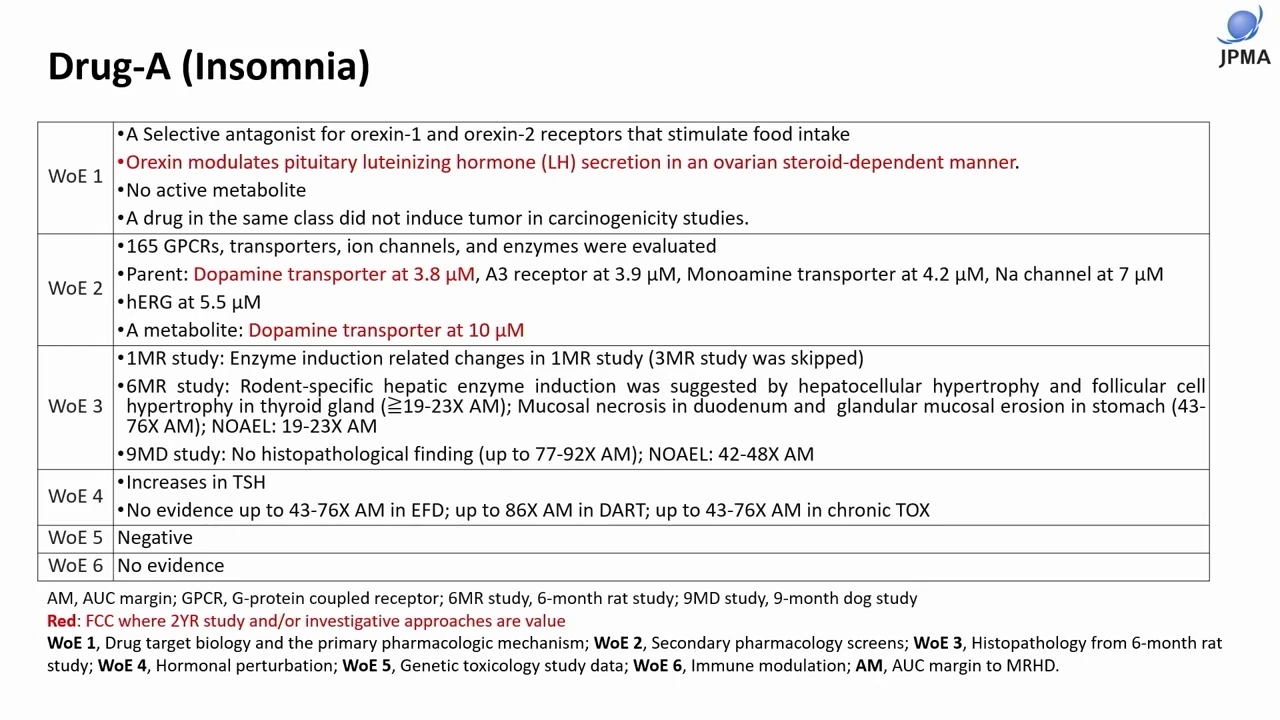 JPMA
Drug-A (Insomnia)
WoE 1
•A Selective antagonist for orexin-1 and orexin-2 receptors that stimulate food intake
•Orexin modulates pituitary luteinizing hormone (LH) secretion in an ovarian steroid-dependent manner.
•No active metabolite
•A drug in the same class did not induce tumor in carcinogenicity studies.
WoE 2
•165 GPCRs, transporters, ion channels, and enzymes were evaluated
•Parent: Dopamine transporter at 3.8 µM, A3 receptor at 3.9 µM, Monoamine transporter at 4.2 µM, Na channel at 7 µM
•hERG at 5.5 µM
•A metabolite: Dopamine transporter at 10 µM
WoE 3
•1MR study: Enzyme induction related changes in 1MR study (3MR study was skipped)
•6MR study: Rodent-specific hepatic enzyme induction was suggested by hepatocellular hypertrophy and follicular cell
hypertrophy in thyroid gland (≧19-23X AM); Mucosal necrosis in duodenum and glandular mucosal erosion in stomach (43-
76X AM); NOAEL: 19-23X AM
•9MD study: No histopathological finding (up to 77-92X AM); NOAEL: 42-48X AM
WoE 4
•Increases in TSH
•No evidence up to 43-76X AM in EFD; up to 86X AM in DART; up to 43-76X AM in chronic TOX
WoE 5
Negative
WoE 6
No evidence
AM, AUC margin; GPCR, G-protein coupled receptor; 6MR study, 6-month rat study; 9MD study, 9-month dog study
Red: FCC where 2YR study and/or investigative approaches are value
WoE 1, Drug target biology and the primary pharmacologic mechanism; WoE 2, Secondary pharmacology screens; WoE 3, Histopathology from 6-month rat
study; WoE 4, Hormonal perturbation; WoE 5, Genetic toxicology study data; WoE 6, Immune modulation; AM, AUC margin to MRHD.